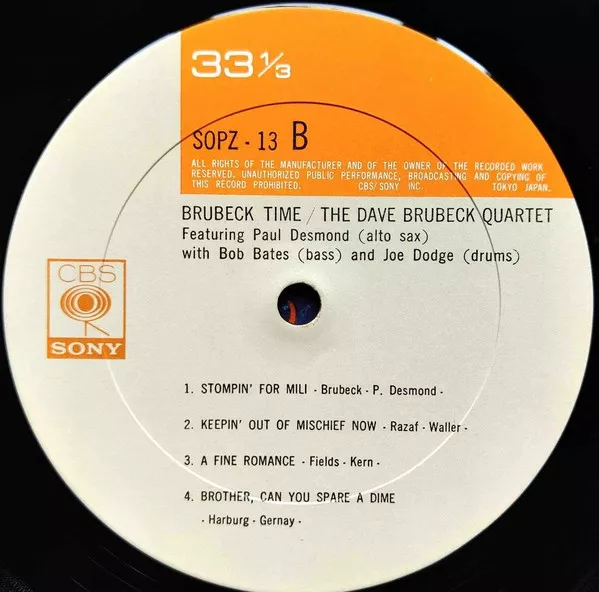 33 1/3
SOPZ - 13 B
ALL RIGHTS OF THE MANUFACTURER AND OF THE OWNER OF THE RECORDED WORK
RESERVED. UNAUTHORIZED PUBLIC PERFORMANCE, BROADCASTING AND COPYING OF
THIS RECORD PROHIBITED. CBS/SONY INC. TOKYO JAPAN.
BRUBECK TIME / THE DAVE BRUBECK QUARTET
Featuring Paul Desmond (alto sax)
with Bob Bates (bass) and Joe Dodge (drums)
CBS
SONY
1. STOMPIN' FOR MILI - Brubeck - P. Desmond -
2. KEEPIN' OUT OF MISCHIEF NOW - Razaf - Waller -
3. A FINE ROMANCE - Fields - Kern -
4. BROTHER, CAN YOU SPARE A DIME
- Harburg - Gernay -